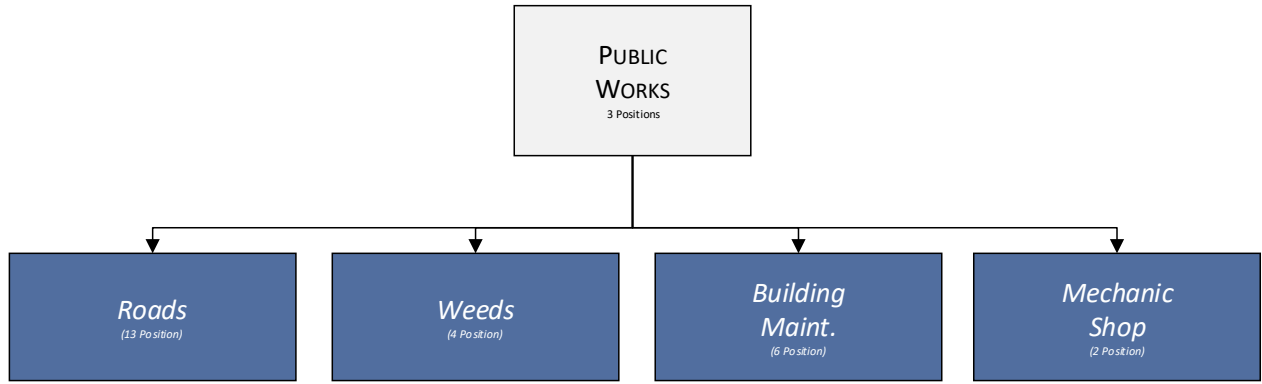 PUBLIC
WORKS
3 Positions
Roads
(13 Position)
Weeds
(4 Position)
Building
Maint.
(6 Position)
Mechanic
Shop
(2 Position)